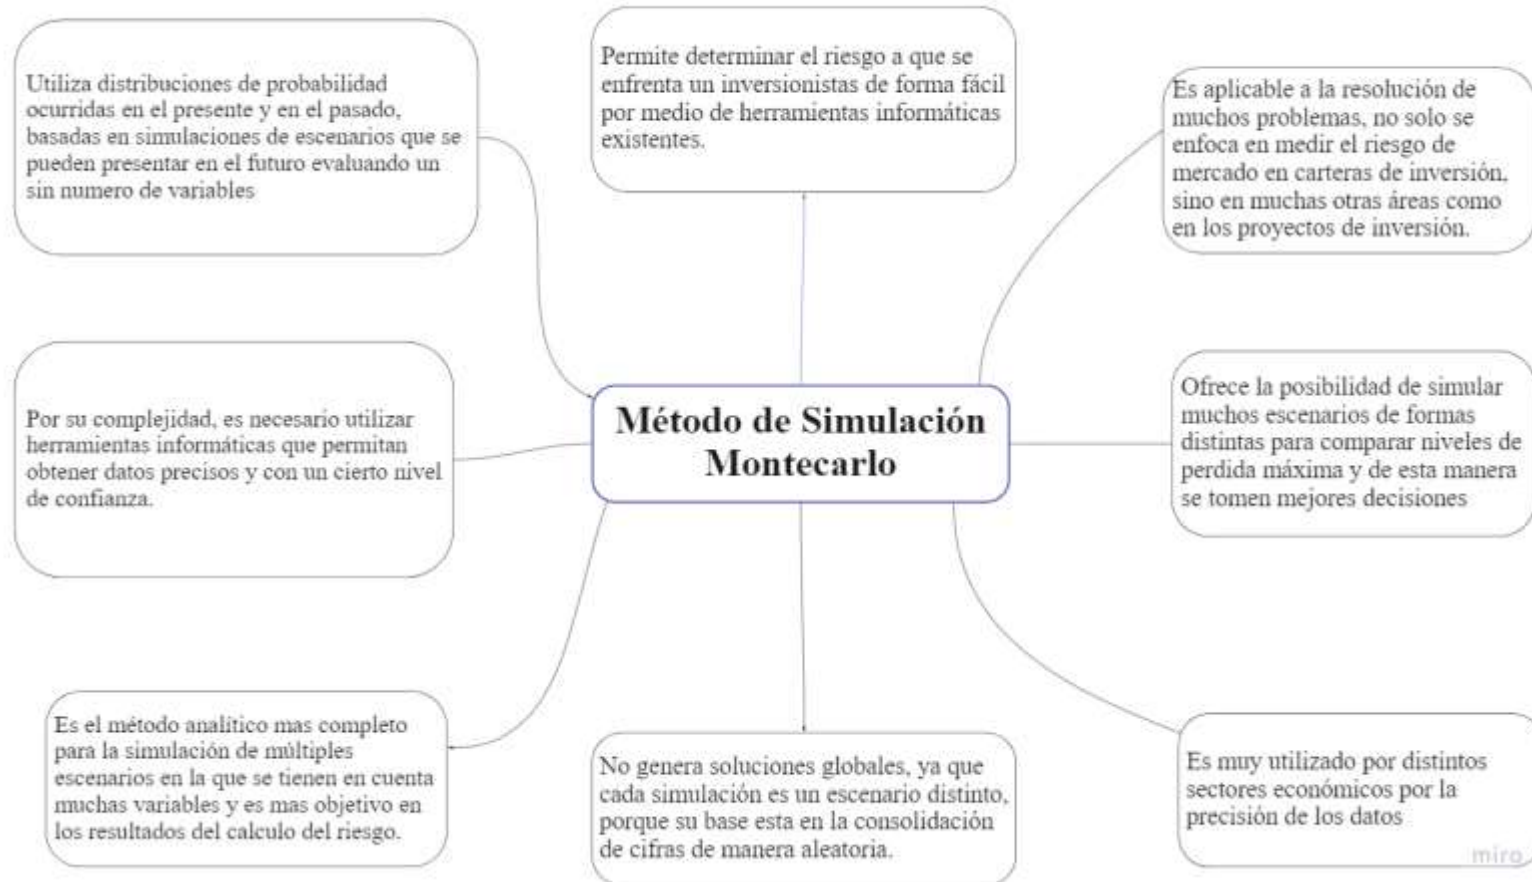 Utiliza distribuciones de probabilidad
ocurridas en el presente y en el pasado,
basadas en simulaciones de escenarios que se
pueden presentar en el futuro evaluando un
sin numero de variables
Permite determinar el riesgo a que se
enfrenta un inversionistas de forma fácil
por medio de herramientas informáticas
existentes.
Es aplicable a la resolución de
muchos problemas, no solo se
enfoca en medir el riesgo de
mercado en carteras de inversión,
sino en muchas otras áreas como
en los proyectos de inversión.
Por su complejidad, es necesario utilizar
herramientas informáticas que permitan
obtener datos precisos y con un cierto nivel
de confianza.
Método de Simulación
Montecarlo
Ofrece la posibilidad de simular
muchos escenarios de formas
distintas para comparar niveles de
perdida máxima y de esta manera
se tomen mejores decisiones
Es el método analítico mas completo
para la simulación de múltiples
escenarios en la que se tienen en cuenta
muchas variables y es mas objetivo en
los resultados del calculo del riesgo.
No genera soluciones globales, ya que
cada simulación es un escenario distinto,
porque su base esta en la consolidación
de cifras de manera aleatoria.
Es muy utilizado por distintos
sectores económicos por la
precisión de los datos
miro